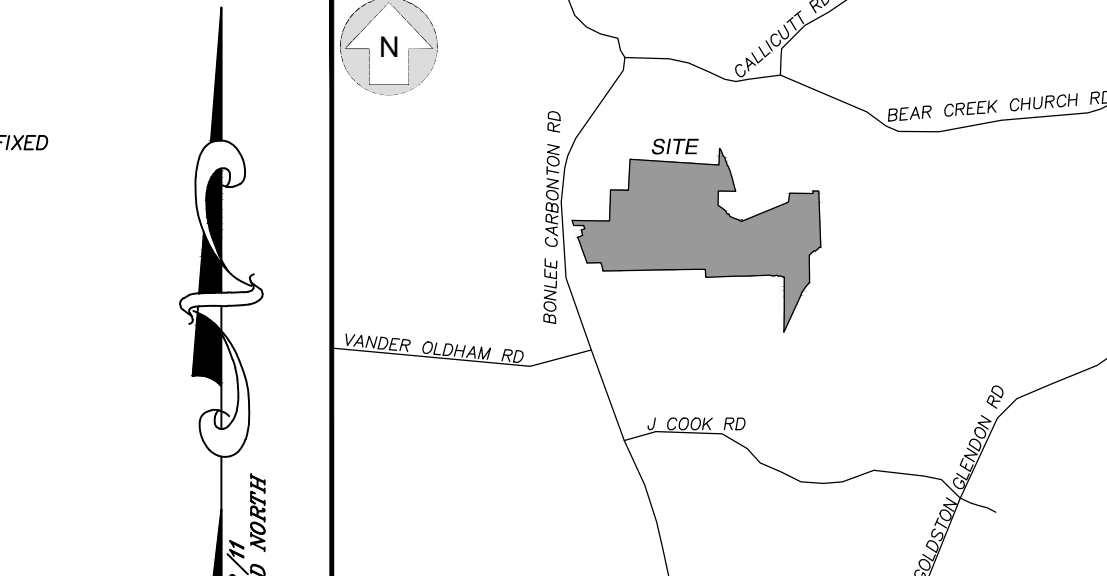 FIXED
N
CALLICUTT RD
BEAR CREEK CHURCH RD
SITE
BONLEE CARBONTON RD
VANDER OLDHAM RD
J COOK RD
GOLDSTON GLENDON RD
/11
NORTH